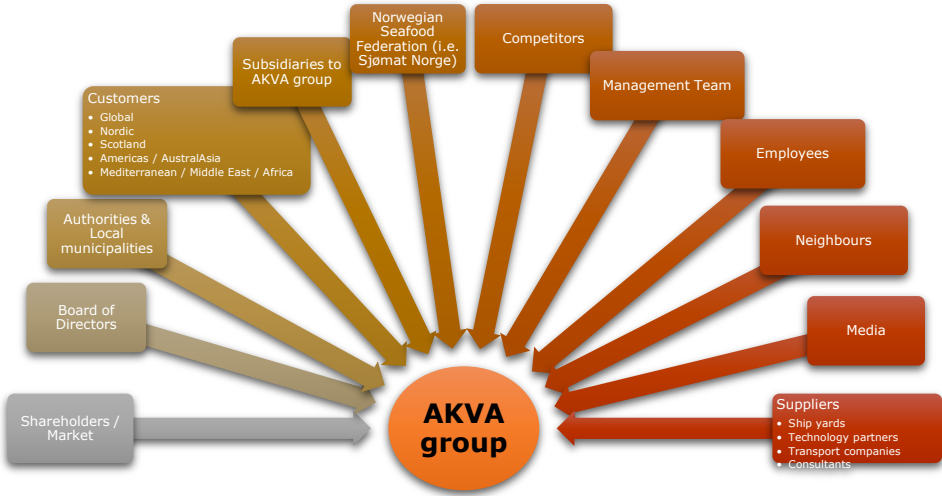 Norwegian
Seafood
Federation (i.e.
Sjømat Norge)
Competitors
Subsidiaries to
AKVA group
Management Team
Customers
• Global
• Nordic
• Scotland
• Americas / AustralAsia
• Mediterranean / Middle East / Africa
Employees
Authorities &
Local
municipalities
Neighbours
Board of
Directors
Media
Shareholders /
Market
AKVA
group
Suppliers
• Ship yards
• Technology partners
• Transport companies
• Consultants